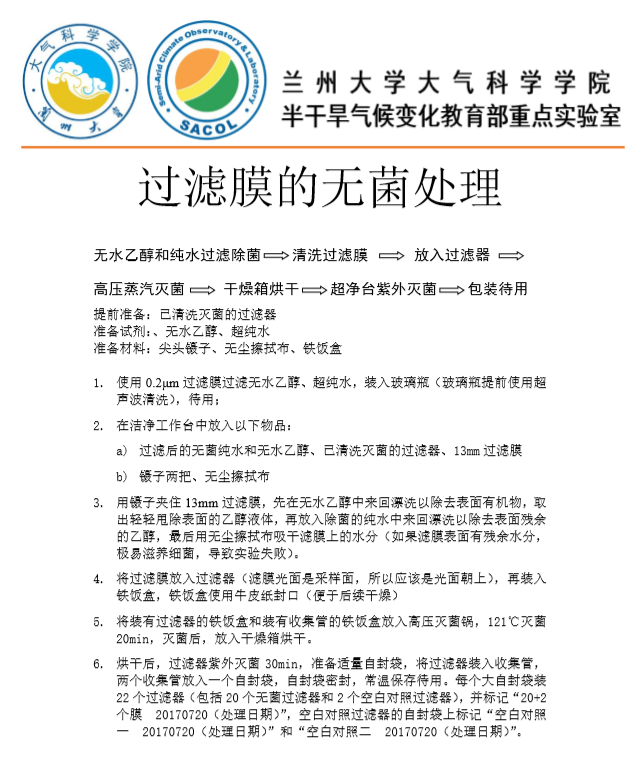 大气科学学院
兰州大学
Semi-Arid Climate Observatory & Laboratory
SACOL
兰州大学大气科学学院
半干旱气候变化教育部重点实验室
过滤膜的无菌处理
无水乙醇和纯水过滤除菌⇨清洗过滤膜 ⇨ 放入过滤器 ⇨
高压蒸汽灭菌 ⇨ 干燥箱烘干⇨超净台紫外灭菌⇨包装待用
提前准备：已清洗灭菌的过滤器
准备试剂：、无水乙醇、超纯水
准备材料：尖头镊子、无尘擦拭布、铁饭盒
1. 使用 0.2μm 过滤膜过滤无水乙醇、超纯水，装入玻璃瓶（玻璃瓶提前使用超
声波清洗），待用；
2. 在洁净工作台中放入以下物品：
a) 过滤后的无菌纯水和无水乙醇、已清洗灭菌的过滤器、13mm 过滤膜
b) 镊子两把、无尘擦拭布
3. 用镊子夹住 13mm 过滤膜，先在无水乙醇中来回漂洗以除去表面有机物，取
出轻轻甩除表面的乙醇液体，再放入除菌的纯水中来回漂洗以除去表面残余
的乙醇，最后用无尘擦拭布吸干滤膜上的水分（如果滤膜表面有残余水分，
极易滋养细菌，导致实验失败）。
4. 将过滤膜放入过滤器（滤膜光面是采样面，所以应该是光面朝上），再装入
铁饭盒，铁饭盒使用牛皮纸封口（便于后续干燥）
5. 将装有过滤器的铁饭盒和装有收集管的铁饭盒放入高压灭菌锅，121℃灭菌
20min，灭菌后，放入干燥箱烘干。
6. 烘干后，过滤器紫外灭菌 30min，准备适量自封袋，将过滤器装入收集管，
两个收集管放入一个自封袋，自封袋密封，常温保存待用。每个大自封袋装
22 个过滤器（包括 20 个无菌过滤器和 2 个空白对照过滤器），并标记“20+2
个膜 20170720（处理日期）”，空白对照过滤器的自封袋上标记“空白对照
一 20170720（处理日期）”和“空白对照二 20170720（处理日期）”。